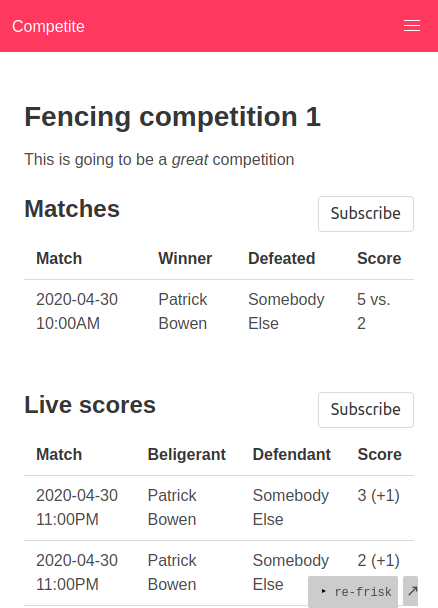 Competite
Fencing competition 1
This is going to be a great competition
Matches
Subscribe
Match Winner Defeated Score
2020-04-30 Patrick Somebody 5 vs.
10:00AM Bowen Else 2
Live scores
Subscribe
Match Beligerant Defendant Score
2020-04-30 Patrick Somebody 3 (+1)
11:00PM Bowen Else
2020-04-30 Patrick Somebody 2 (+1)
11:00PM Bowen Else
re-frisk